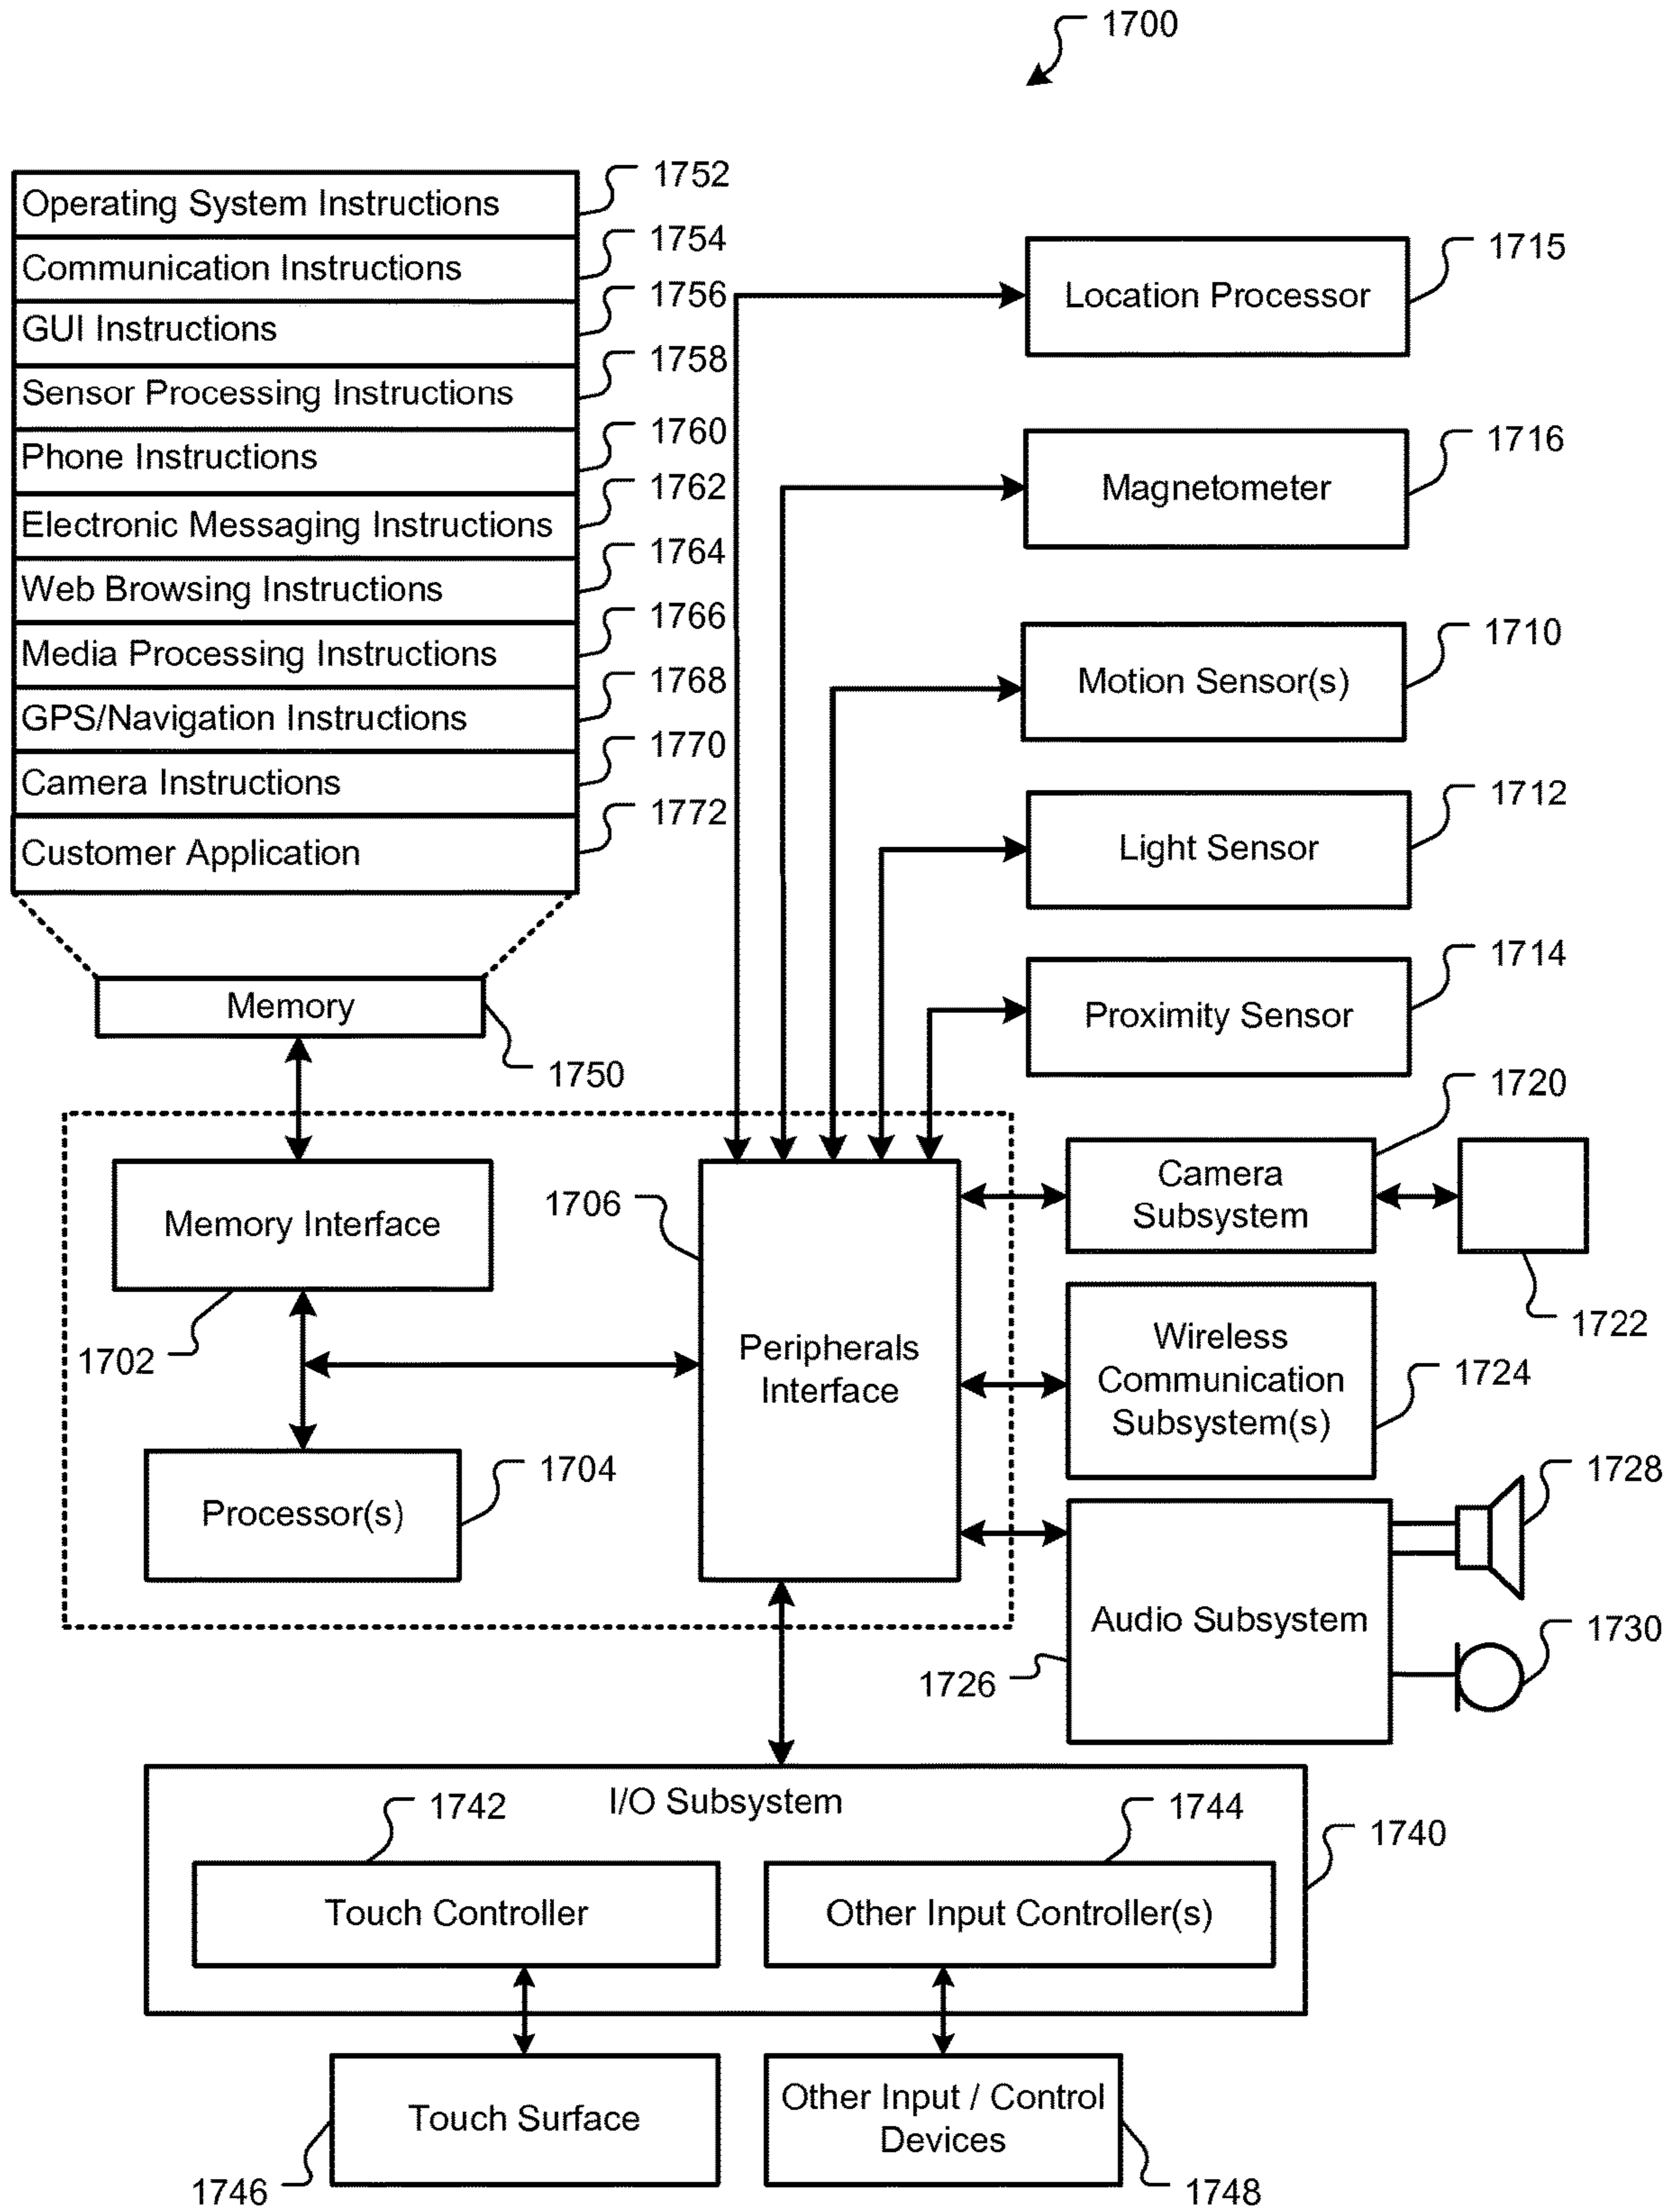 1700
Operating System Instructions
1752
Communication Instructions
1754
GUI Instructions
1756
Sensor Processing Instructions
1758
Phone Instructions
1760
Electronic Messaging Instructions
1762
Web Browsing Instructions
1764
Media Processing Instructions
1766
GPS/Navigation Instructions
1768
Camera Instructions
1770
Customer Application
1772
Memory
1750
Location Processor
1715
Magnetometer
1716
Motion Sensor(s)
1710
Light Sensor
1712
Proximity Sensor
1714
Memory Interface
1702
Processor(s)
1704
1706
Peripherals
Interface
Camera
Subsystem
1720
1722
Wireless
Communication
Subsystem(s)
1724
Audio Subsystem
1726
1728
1730
I/O Subsystem
1740
1742
Touch Controller
1744
Other Input Controller(s)
Touch Surface
1746
Other Input / Control
Devices
1748